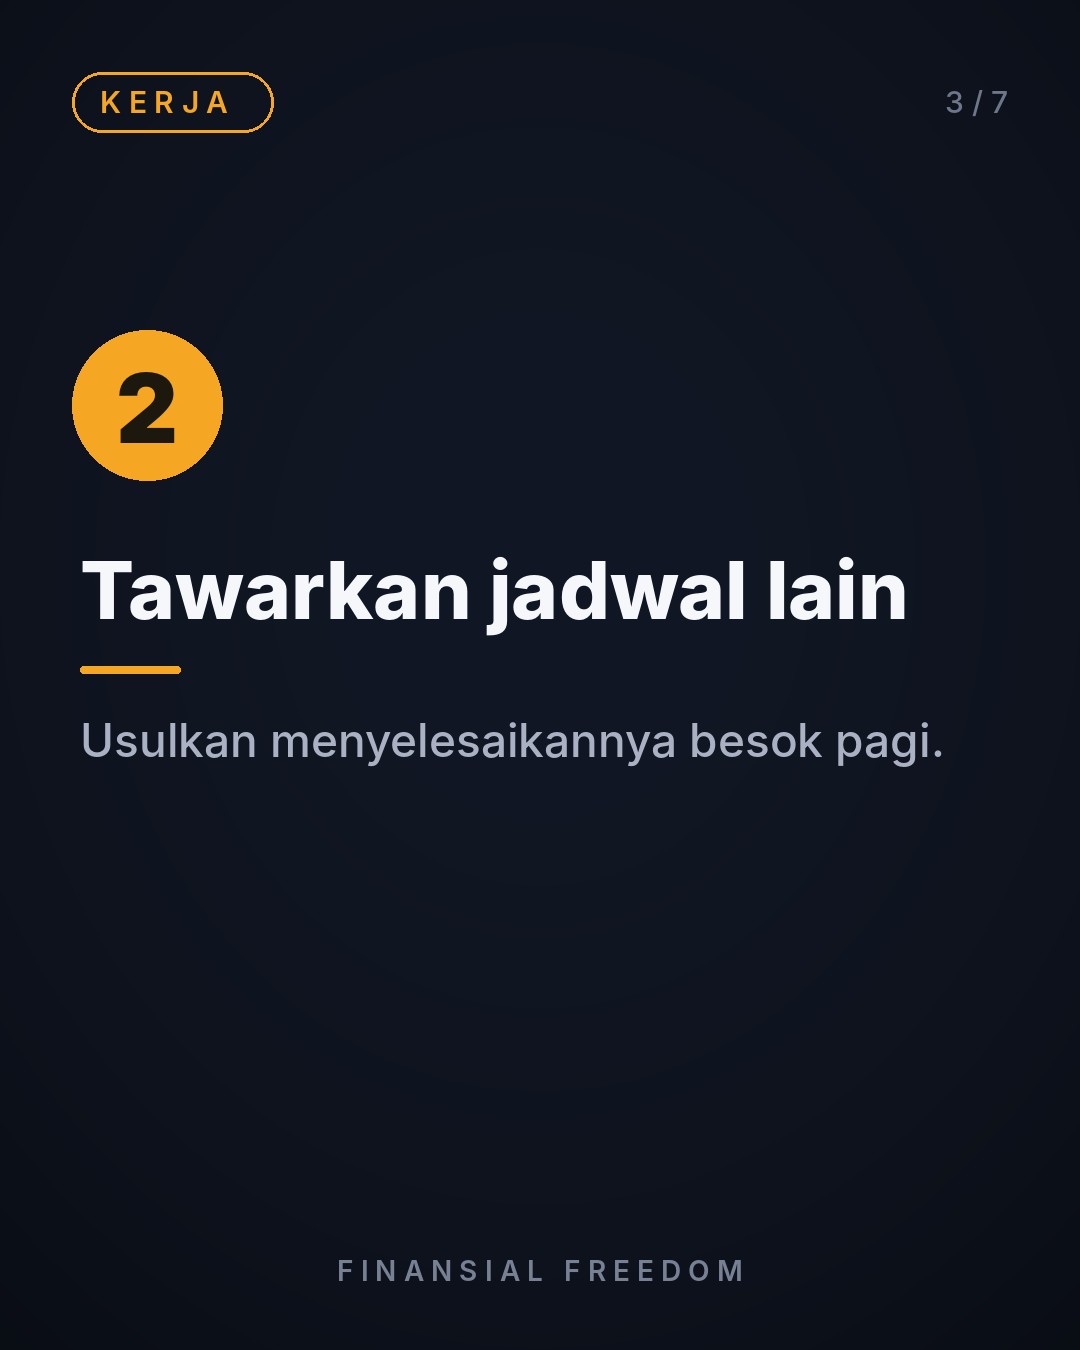 KERJA
3/7
2
Tawarkan jadwal lain
Usulkan menyelesaikannya besok pagi.
FINANSIAL FREEDOM